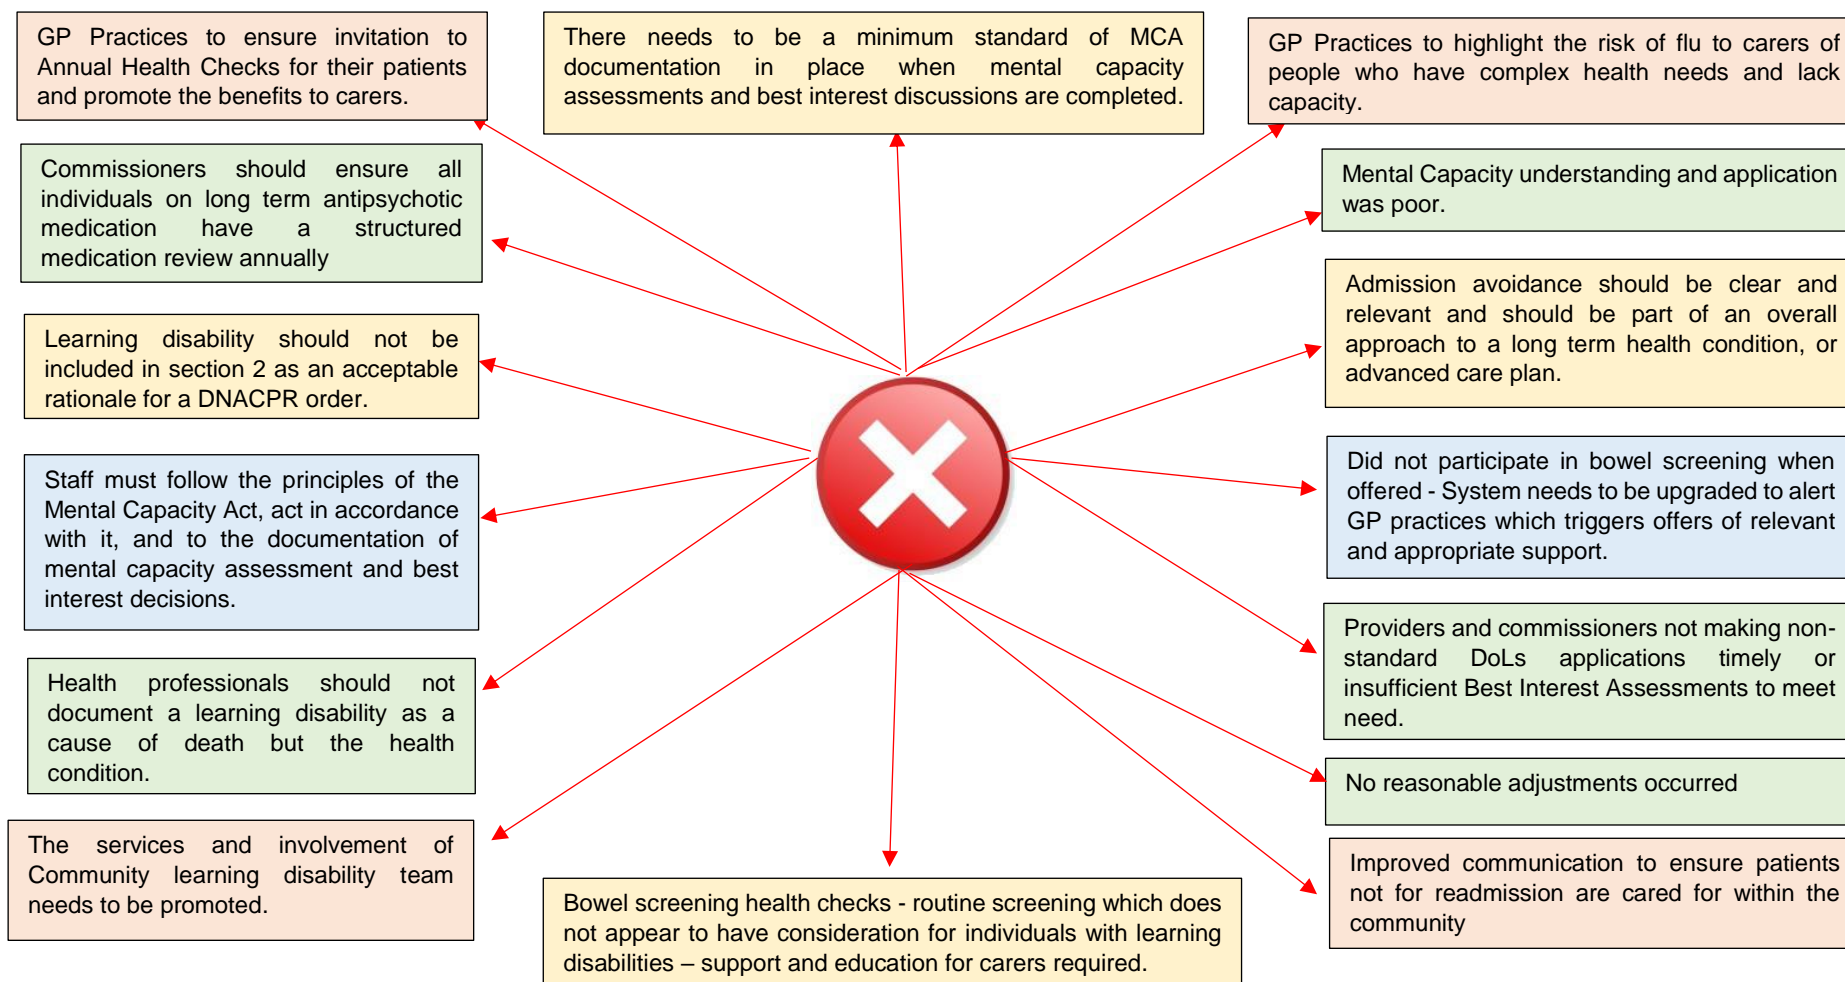 GP Practices to ensure invitation to
Annual Health Checks for their patients
and promote the benefits to carers.
There needs to be a minimum standard of MCA
documentation in place when mental capacity
assessments and best interest discussions are completed.
GP Practices to highlight the risk of flu to carers of
people who have complex health needs and lack
capacity.
Commissioners should ensure all
individuals on long term antipsychotic
medication have a structured
medication review annually
Mental Capacity understanding and application
was poor.
Learning disability should not be
included in section 2 as an acceptable
rationale for a DNACPR order.
Admission avoidance should be clear and
relevant and should be part of an overall
approach to a long term health condition, or
advanced care plan.
Staff must follow the principles of the
Mental Capacity Act, act in accordance
with it, and to the documentation of
mental capacity assessment and best
interest decisions.
Did not participate in bowel screening when
offered - System needs to be upgraded to alert
GP practices which triggers offers of relevant
and appropriate support.
Health professionals should not
document a learning disability as a
cause of death but the health
condition.
Providers and commissioners not making non-
standard DoLs applications timely or
insufficient Best Interest Assessments to meet
need.
No reasonable adjustments occurred
The services and involvement of
Community learning disability team
needs to be promoted.
Bowel screening health checks - routine screening which does
not appear to have consideration for individuals with learning
disabilities – support and education for carers required.
Improved communication to ensure patients
not for readmission are cared for within the
community